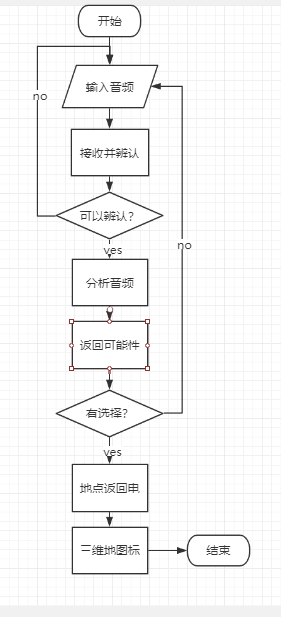 开始
输入音频
no
接收并辨认
可以辨认?
no
yes
分析音频
返回可能性
有选择?
yes
地点返回电
三维地图标
结束